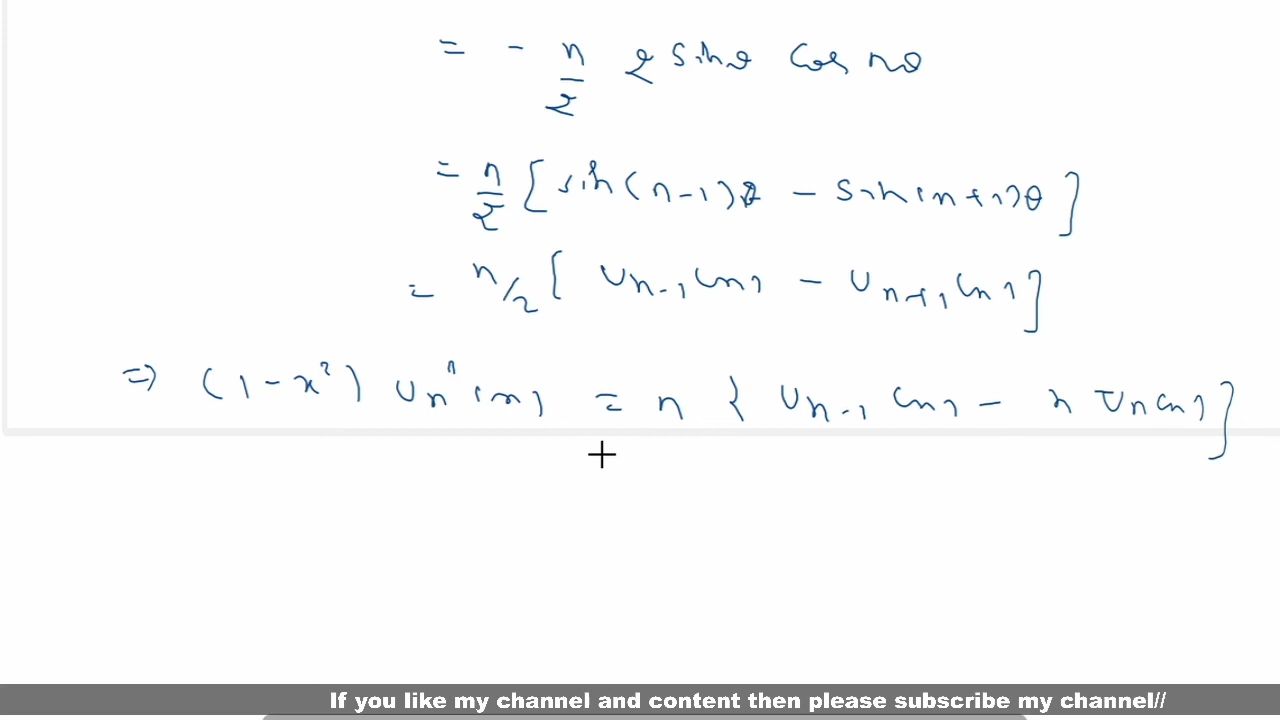 = - n/2 2 sinθ cos nθ
= n/2 [sin(n-1)θ - sin(n+1)θ]
= n/2 { Un-1(x) - Un+1(x) ]
=> (1-x²) Un'(x) = n { Un-1(x) - x Un(x) }
If you like my channel and content then please subscribe my channel//